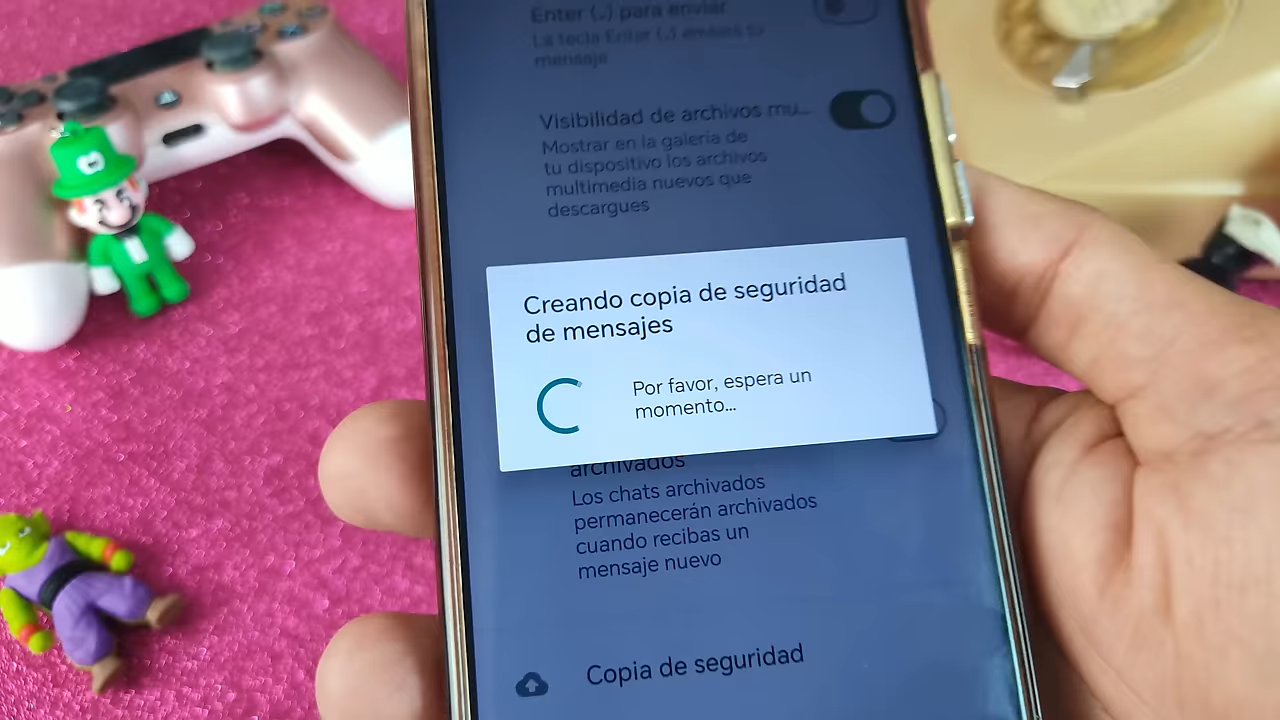 Enter (↵) para enviar
La tecla Enter (↵) enviará tu
mensaje
Visibilidad de archivos mu...
Mostrar en la galería de
tu dispositivo los archivos
multimedia nuevos que
descargues
Creando copia de seguridad
de mensajes
Por favor, espera un
momento...
archivados
Los chats archivados
permanecerán archivados
cuando recibas un
mensaje nuevo
Copia de seguridad